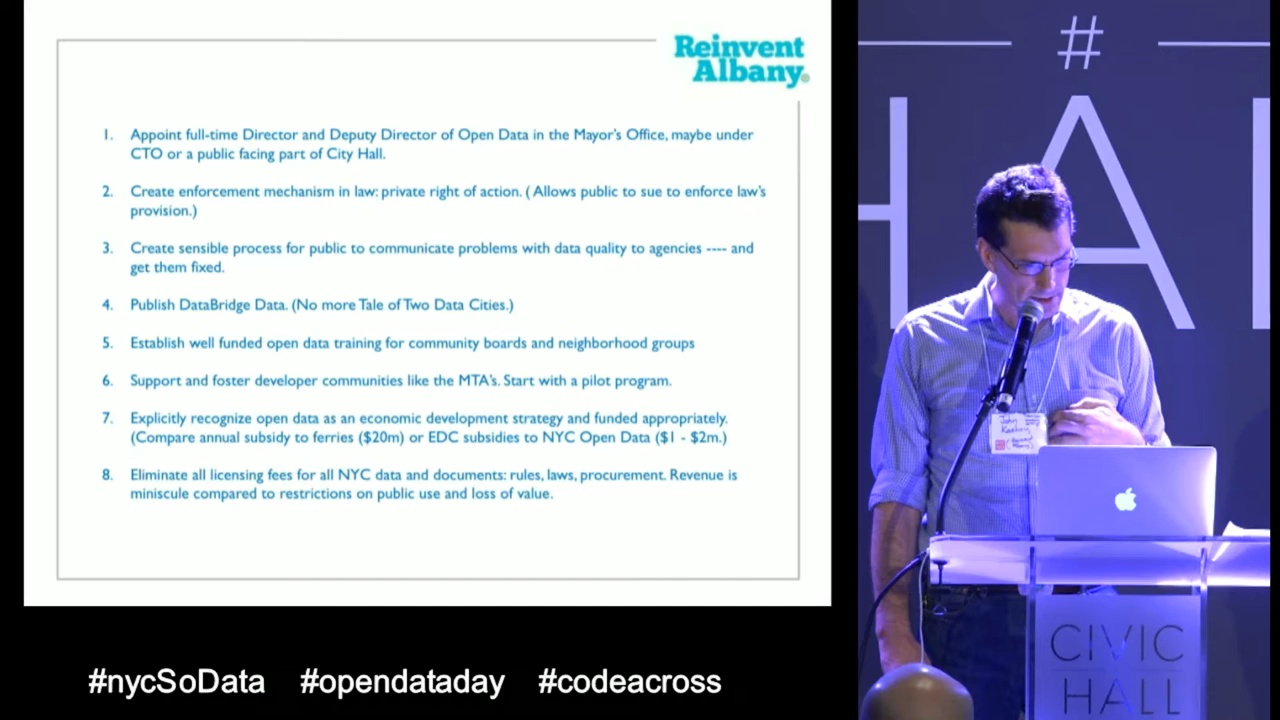 Reinvent
Albany
1. Appoint full-time Director and Deputy Director of Open Data in the Mayor's Office, maybe under
CTO or a public facing part of City Hall.
2. Create enforcement mechanism in law: private right of action. ( Allows public to sue to enforce law's
provision.)
3. Create sensible process for public to communicate problems with data quality to agencies ---- and
get them fixed.
4. Publish DataBridge Data. (No more Tale of Two Data Cities.)
5. Establish well funded open data training for community boards and neighborhood groups
6. Support and foster developer communities like the MTA's. Start with a pilot program.
7. Explicitly recognize open data as an economic development strategy and funded appropriately.
(Compare annual subsidy to ferries ($20m) or EDC subsidies to NYC Open Data ($1 - $2m.)
8. Eliminate all licensing fees for all NYC data and documents: rules, laws, procurement. Revenue is
miniscule compared to restrictions on public use and loss of value.
#nycSoData #opendataday #codeacross
#
HAL
John
CIVIC
HALL